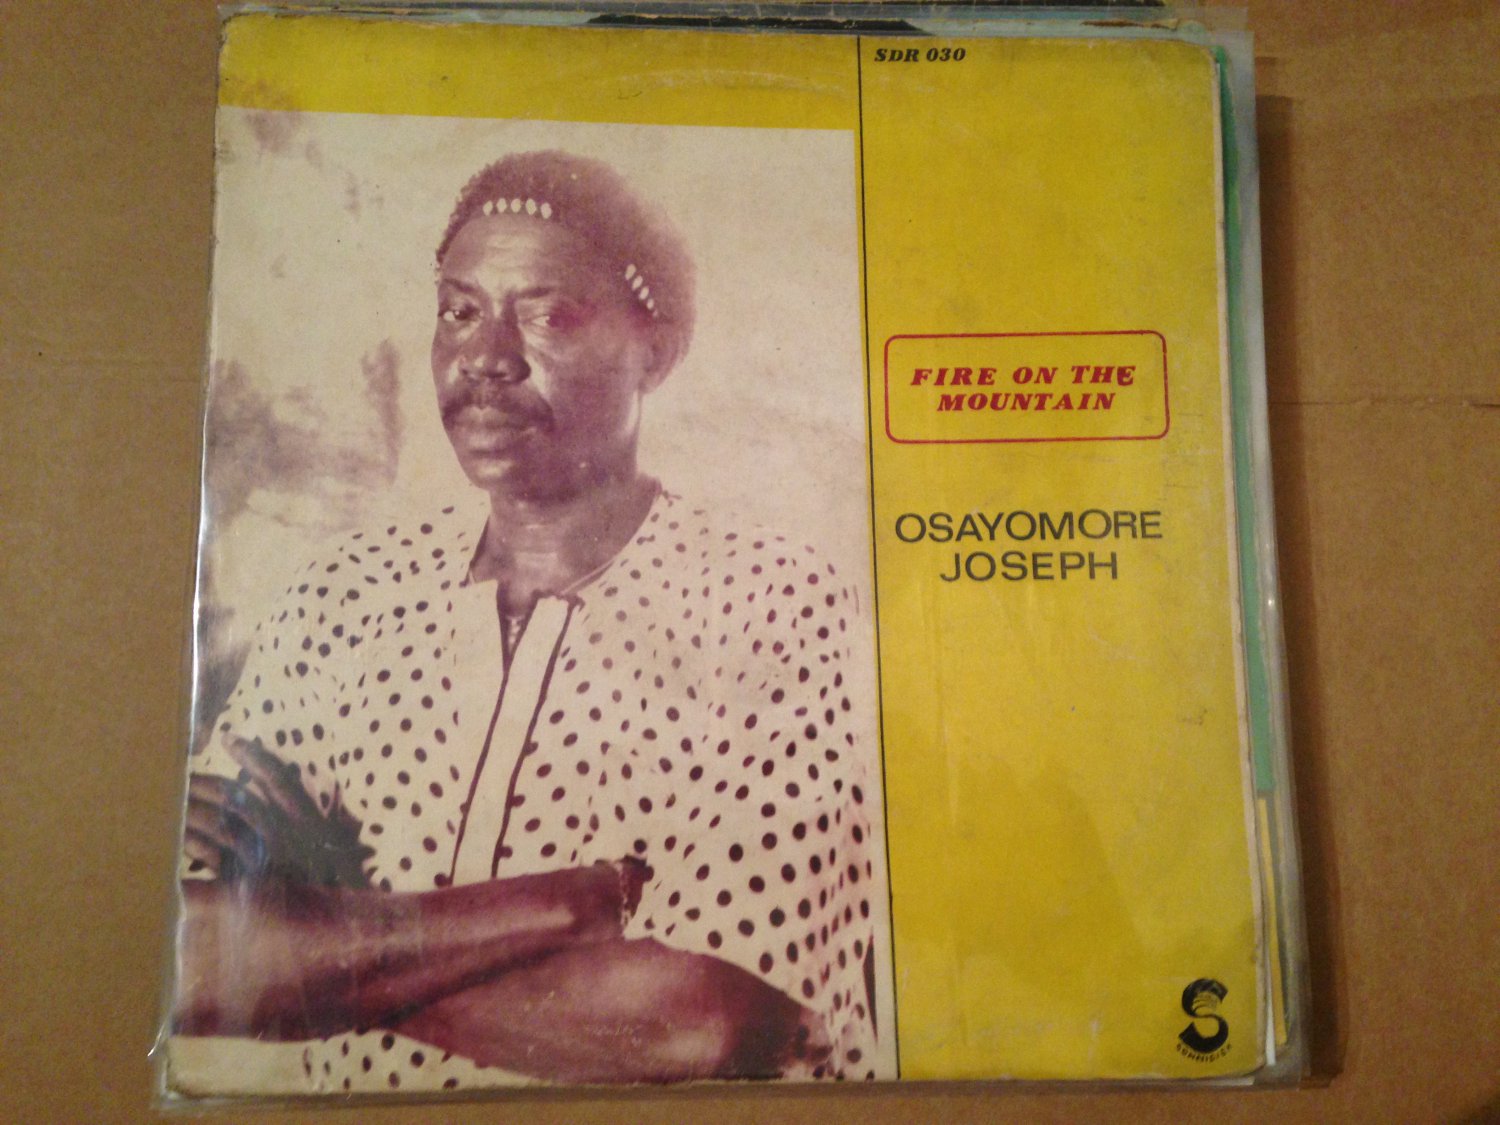 SDR 030
FIRE ON THE
MOUNTAIN
OSAYOMORE
JOSEPH
S